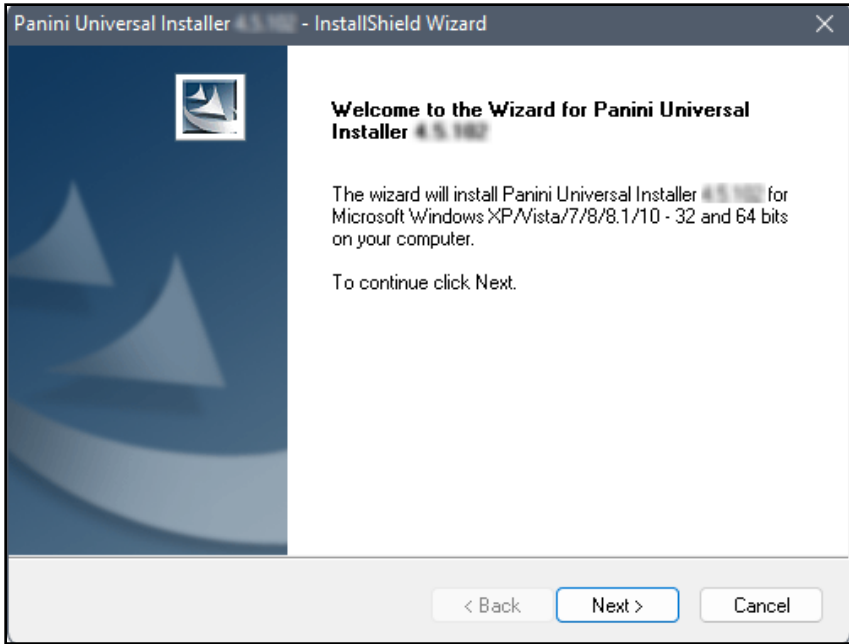 Panini Universal Installer - InstallShield Wizard
Welcome to the Wizard for Panini Universal
Installer
The wizard will install Panini Universal Installer for
Microsoft Windows XP/Vista/7/8/8.1/10 - 32 and 64 bits
on your computer.
To continue click Next.
< Back
Next >
Cancel